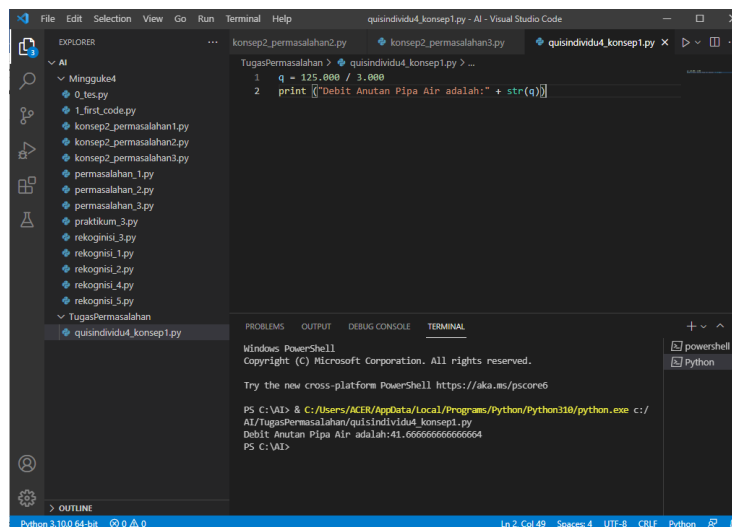 File Edit Selection View Go Run Terminal Help quisindividu4_konsep1.py - AI - Visual Studio Code
EXPLORER
3
AI
Mingguke4
0_tes.py
1_first_code.py
konsep2_permasalahan1.py
konsep2_permasalahan2.py
konsep2_permasalahan3.py
permasalahan_1.py
permasalahan_2.py
permasalahan_3.py
praktikum_3.py
rekoginisi_3.py
rekognisi_1.py
rekognisi_2.py
rekognisi_4.py
rekognisi_5.py
TugasPermasalahan
quisindividu4_konsep1.py
OUTLINE
konsep2_permasalahan2.py konsep2_permasalahan3.py quisindividu4_konsep1.py
TugasPermasalahan > quisindividu4_konsep1.py > ...
1 q = 125.000 / 3.000
2 print ("Debit Anutan Pipa Air adalah:" + str(q))
PROBLEMS OUTPUT DEBUG CONSOLE TERMINAL
powershell
Python
Windows PowerShell
Copyright (C) Microsoft Corporation. All rights reserved.
Try the new cross-platform PowerShell https://aka.ms/pscore6
PS C:\AI> & C:/Users/ACER/AppData/Local/Programs/Python/Python310/python.exe c:/
AI/TugasPermasalahan/quisindividu4_konsep1.py
Debit Anutan Pipa Air adalah:41.666666666666664
PS C:\AI>
Python 3.10.0 64-bit 0 0 Ln 2, Col 49 Spaces: 4 UTF-8 CRLF Python